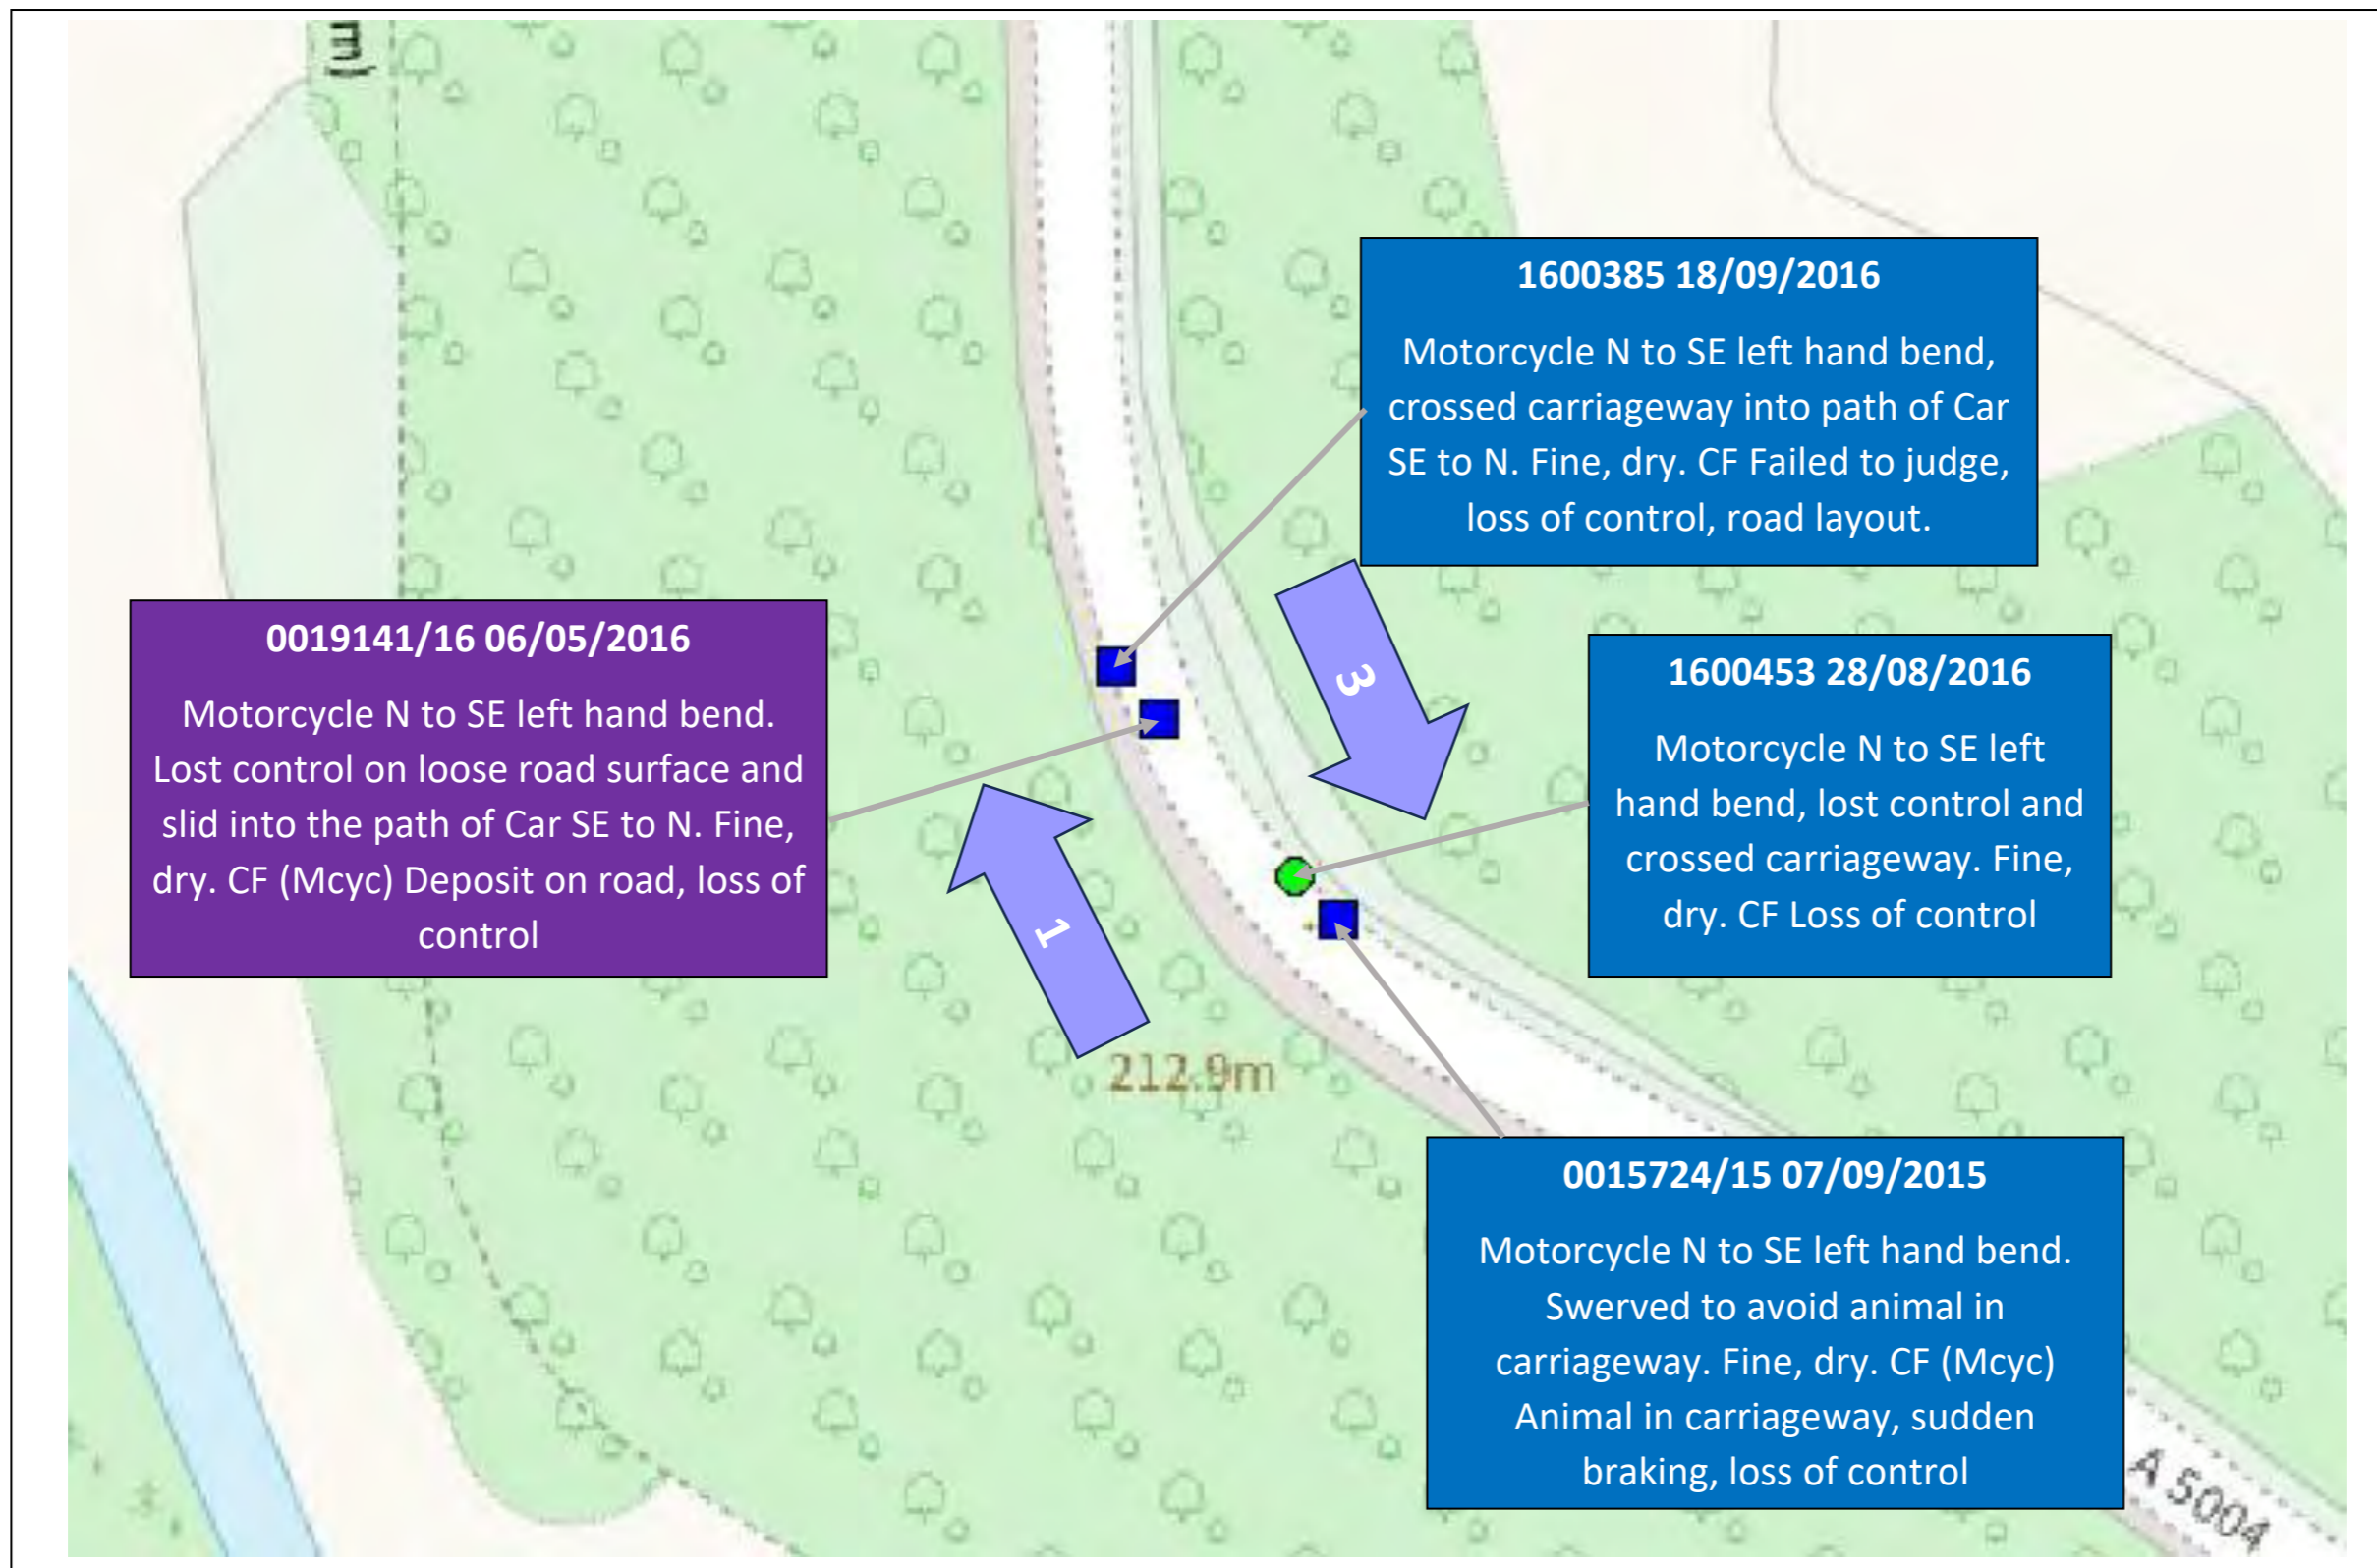 m)
1600385 18/09/2016
Motorcycle N to SE left hand bend,
crossed carriageway into path of Car
SE to N. Fine, dry. CF Failed to judge,
loss of control, road layout.
0019141/16 06/05/2016
Motorcycle N to SE left hand bend.
Lost control on loose road surface and
slid into the path of Car SE to N. Fine,
dry. CF (Mcyc) Deposit on road, loss of
control
3
1600453 28/08/2016
Motorcycle N to SE left
hand bend, lost control and
crossed carriageway. Fine,
dry. CF Loss of control
1
212.9m
0015724/15 07/09/2015
Motorcycle N to SE left hand bend.
Swerved to avoid animal in
carriageway. Fine, dry. CF (Mcyc)
Animal in carriageway, sudden
braking, loss of control
A 5004